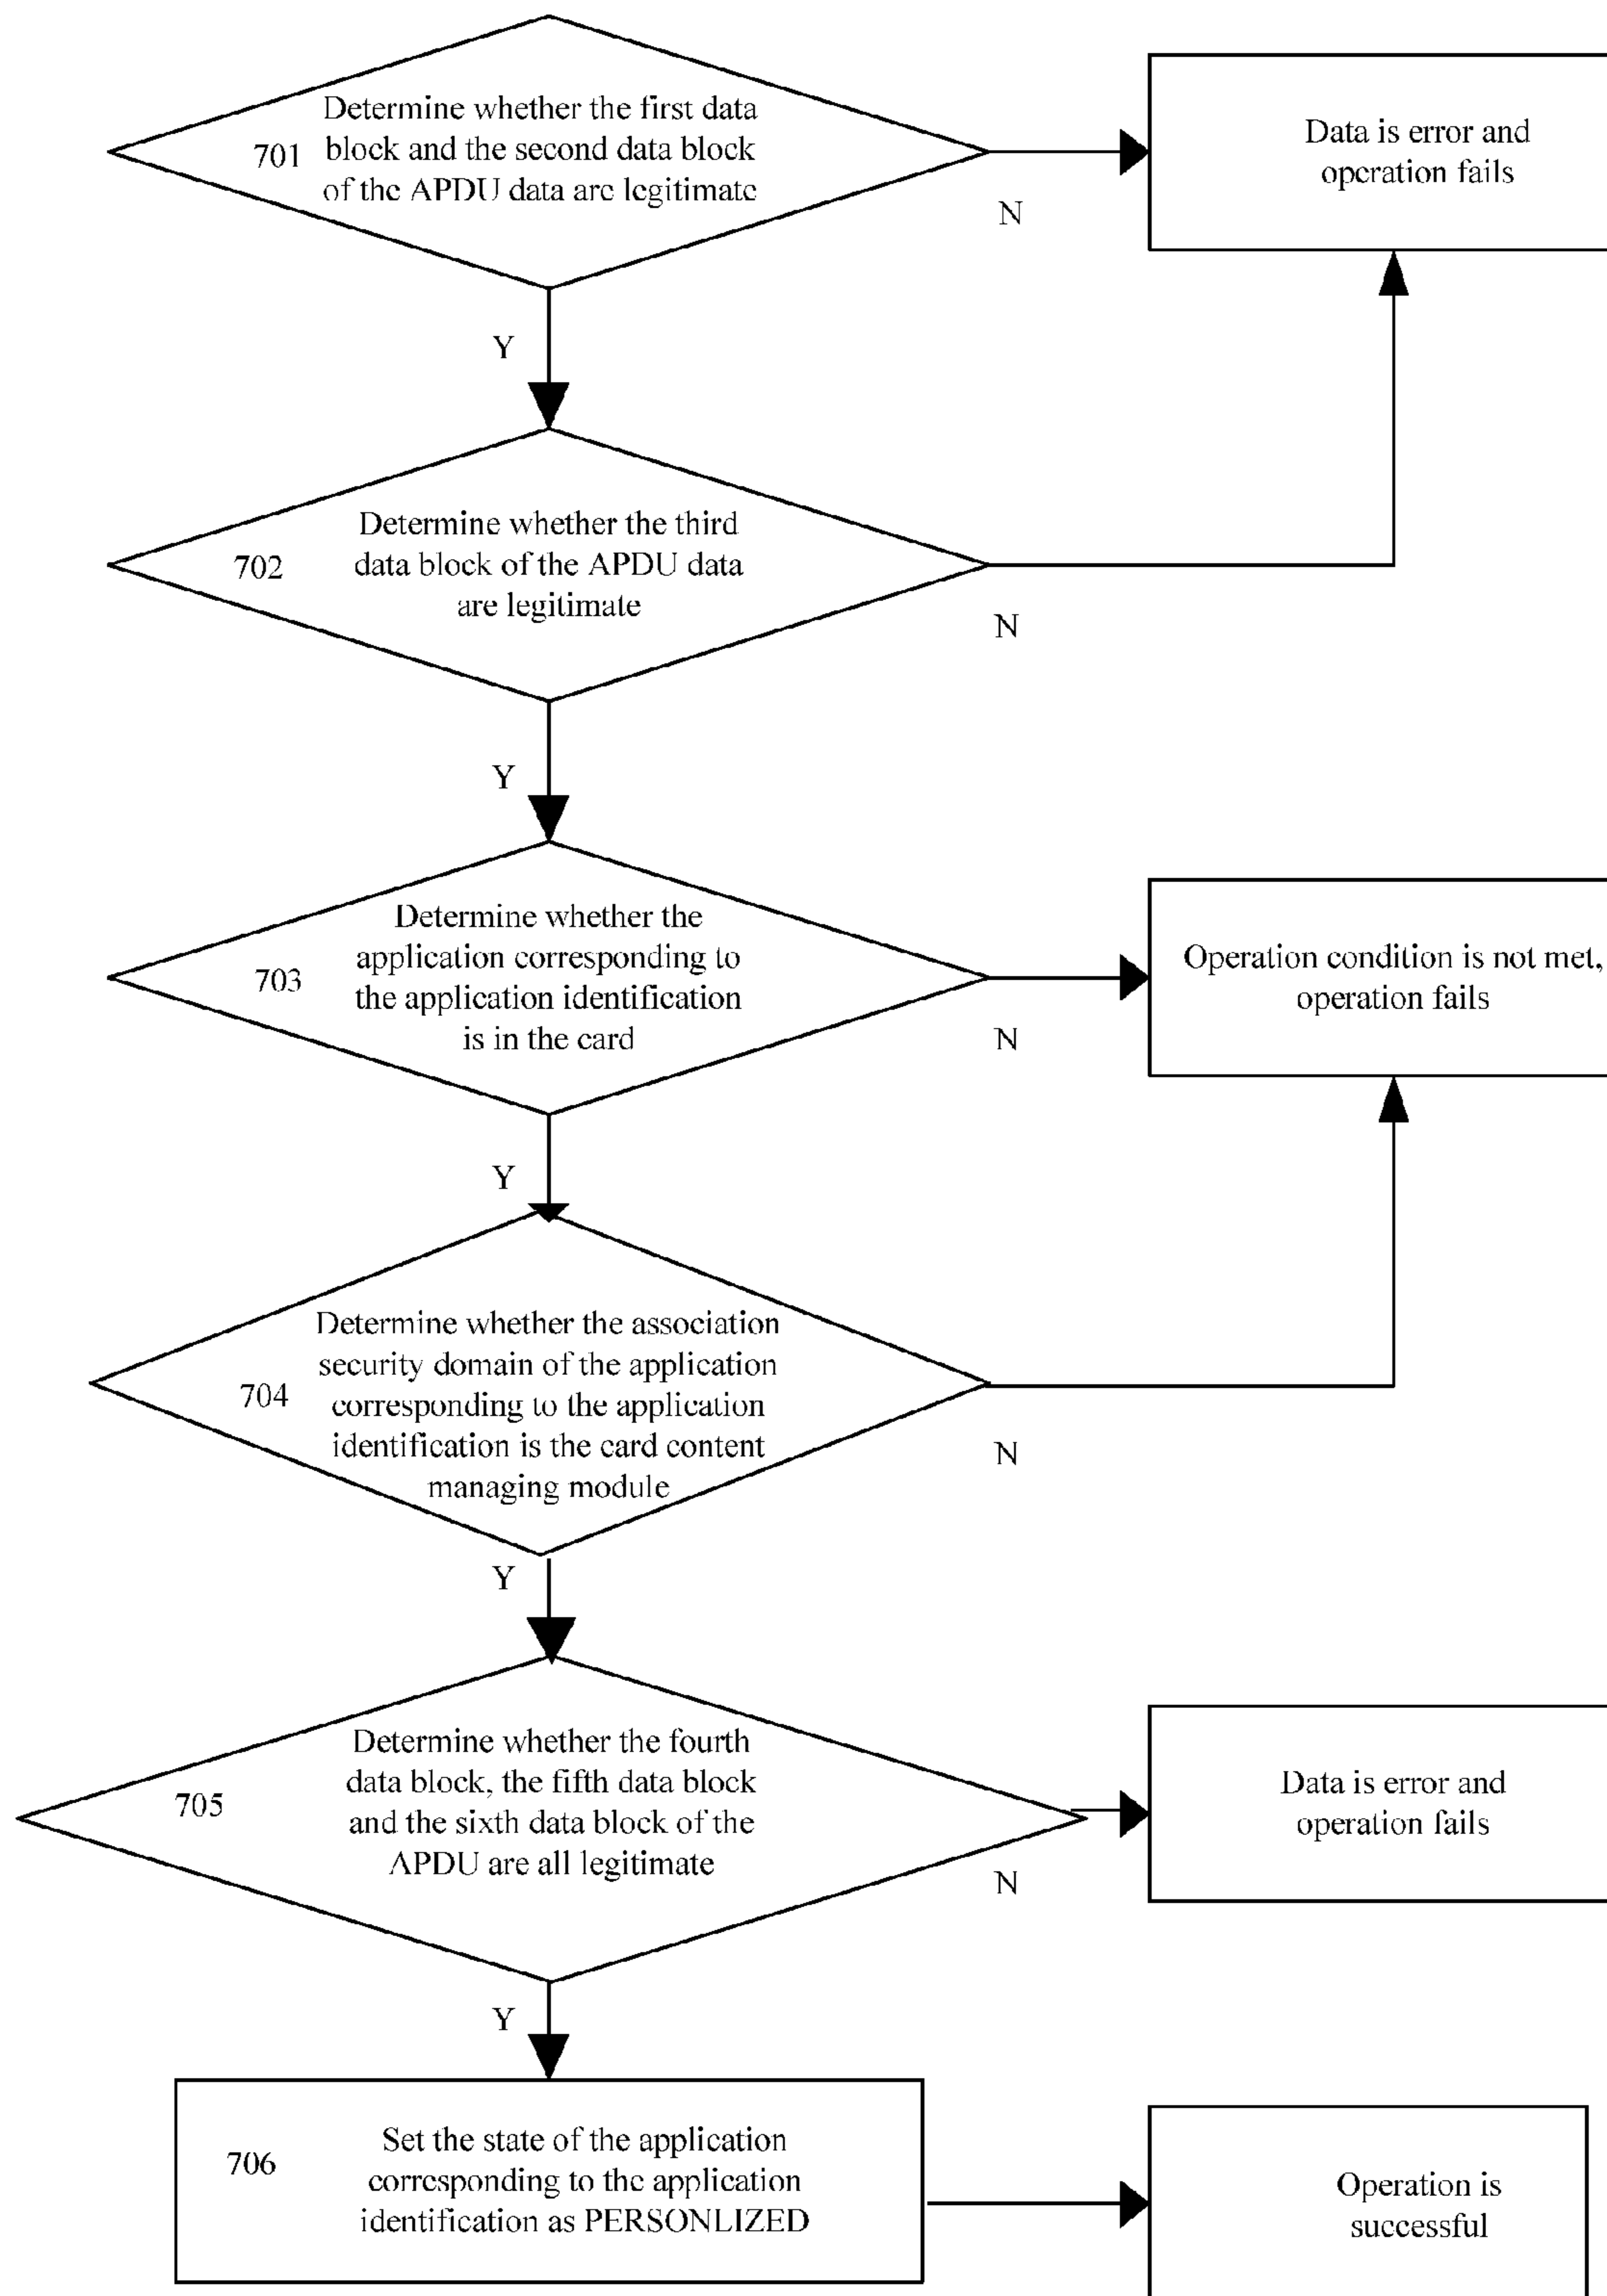 Determine whether the first data
701 block and the second data block
of the APDU data are legitimate
Data is error and
operation fails
N
Y
Determine whether the third
702 data block of the APDU data
are legitimate
N
Y
Determine whether the
application corresponding to
703 the application identification
is in the card
Operation condition is not met,
operation fails
N
Y
Determine whether the association
security domain of the application
704 corresponding to the application
identification is the card content
managing module
N
Y
Determine whether the fourth
705 data block, the fifth data block
and the sixth data block of the
APDU are all legitimate
Data is error and
operation fails
N
Y
Set the state of the application
706 corresponding to the application
identification as PERSONLIZED
Operation is
successful